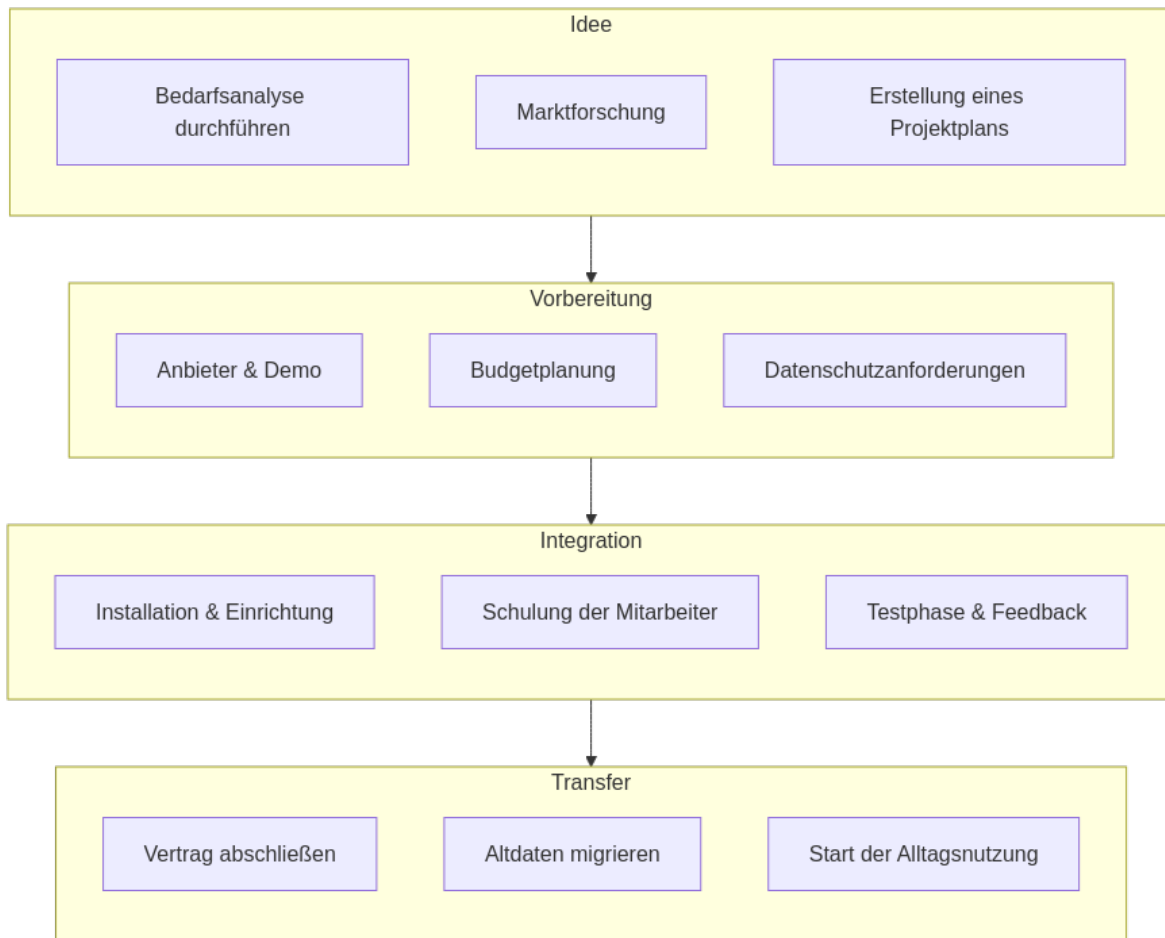 Idee
Bedarfsanalyse
durchführen
Marktforschung
Erstellung eines
Projektplans
Vorbereitung
Anbieter & Demo
Budgetplanung
Datenschutzanforderungen
Integration
Installation & Einrichtung
Schulung der Mitarbeiter
Testphase & Feedback
Transfer
Vertrag abschließen
Altdaten migrieren
Start der Alltagsnutzung